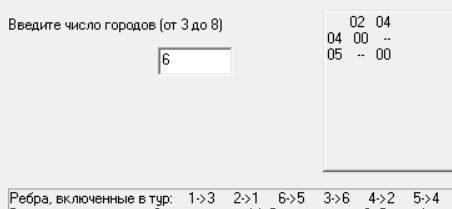 Введите число городов (от 3 до 8)
6
02 04
04 00 --
05 -- 00
Ребра, включенные в тур: 1->3 2->1 6->5 3->6 4->2 5->4